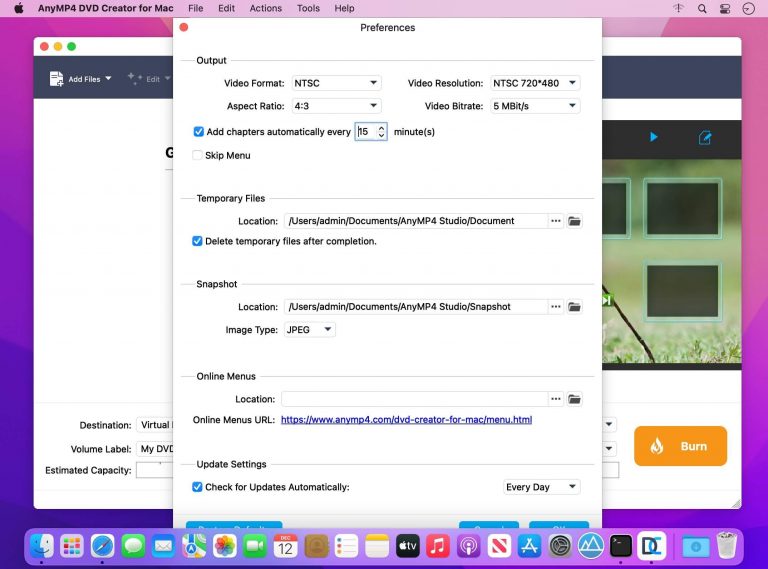 AnyMP4 DVD Creator for Mac File Edit Actions Tools Help
Preferences
Add Files Edit
Output
Video Format: NTSC Video Resolution: NTSC 720*480
Aspect Ratio: 4:3 Video Bitrate: 5 MBit/s
Add chapters automatically every 15 minute(s)
Skip Menu
G
Temporary Files
Location: /Users/admin/Documents/AnyMP4 Studio/Document
Delete temporary files after completion.
Snapshot
Location: /Users/admin/Documents/AnyMP4 Studio/Snapshot
Image Type: JPEG
Online Menus
Location:
Online Menus URL: https://www.anymp4.com/dvd-creator-for-mac/menu.html
Destination: Virtual
Volume Label: My DVD
Estimated Capacity:
Burn
Update Settings
Check for Updates Automatically: Every Day
DEC
12
tv